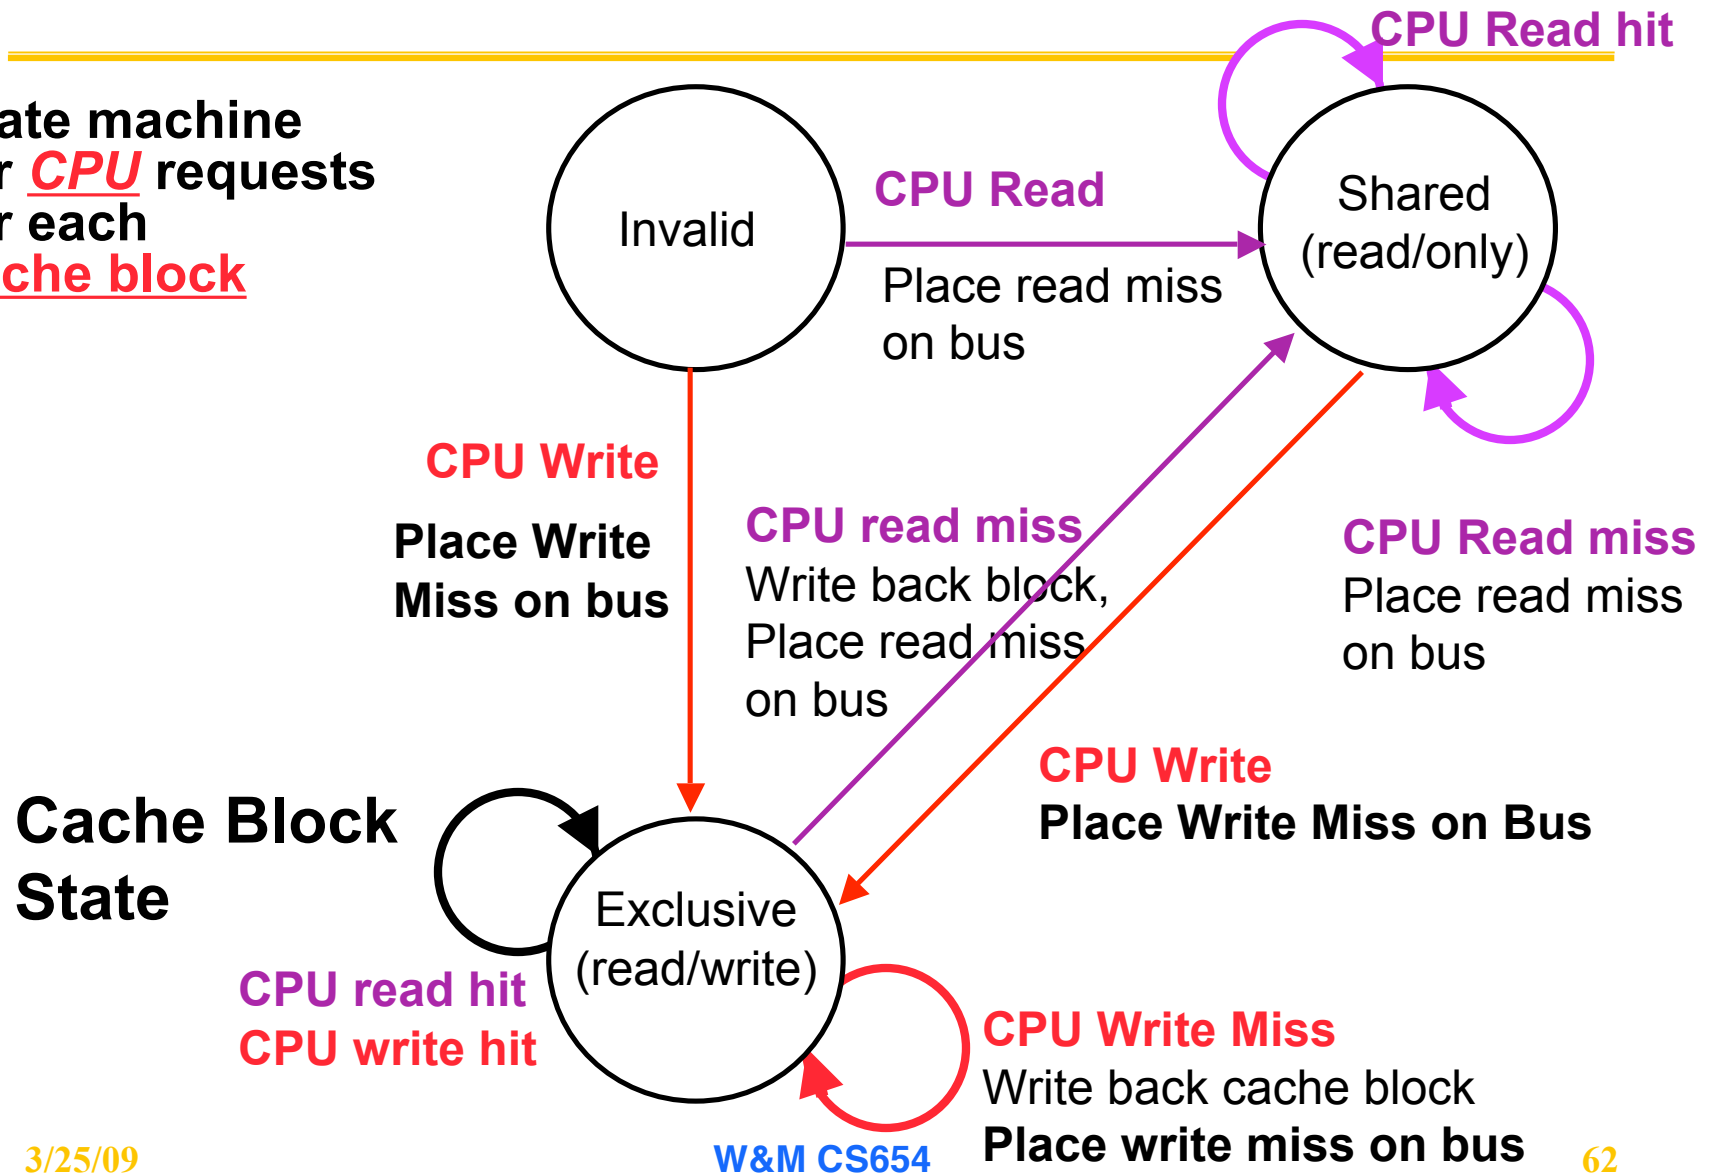 CPU Read hit
ate machine
r CPU requests
r each
che block
Invalid
CPU Read
Place read miss
on bus
Shared
(read/only)
CPU Write
Place Write
Miss on bus
CPU read miss
Write back block,
Place read miss
on bus
CPU Read miss
Place read miss
on bus
CPU Write
Place Write Miss on Bus
Cache Block
State
Exclusive
(read/write)
CPU read hit
CPU write hit
CPU Write Miss
Write back cache block
Place write miss on bus
3/25/09
W&M CS654
62